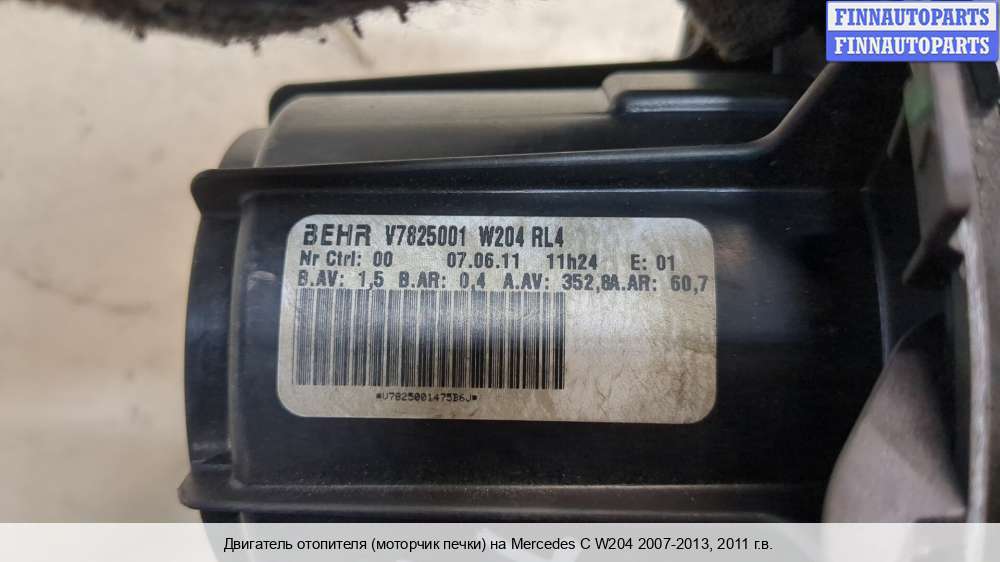 FINNAUTOPARTS
FINNAUTOPARTS
BEHR V7825001 W204 RL4
Nr Ctrl: 00 07.06.11 11h24 E: 01
B.AV: 1,5 B.AR: 0,4 A.AV: 352,8A.AR: 60,7
*V7825001475B6J*
Двигатель отопителя (моторчик печки) на Mercedes C W204 2007-2013, 2011 г.в.